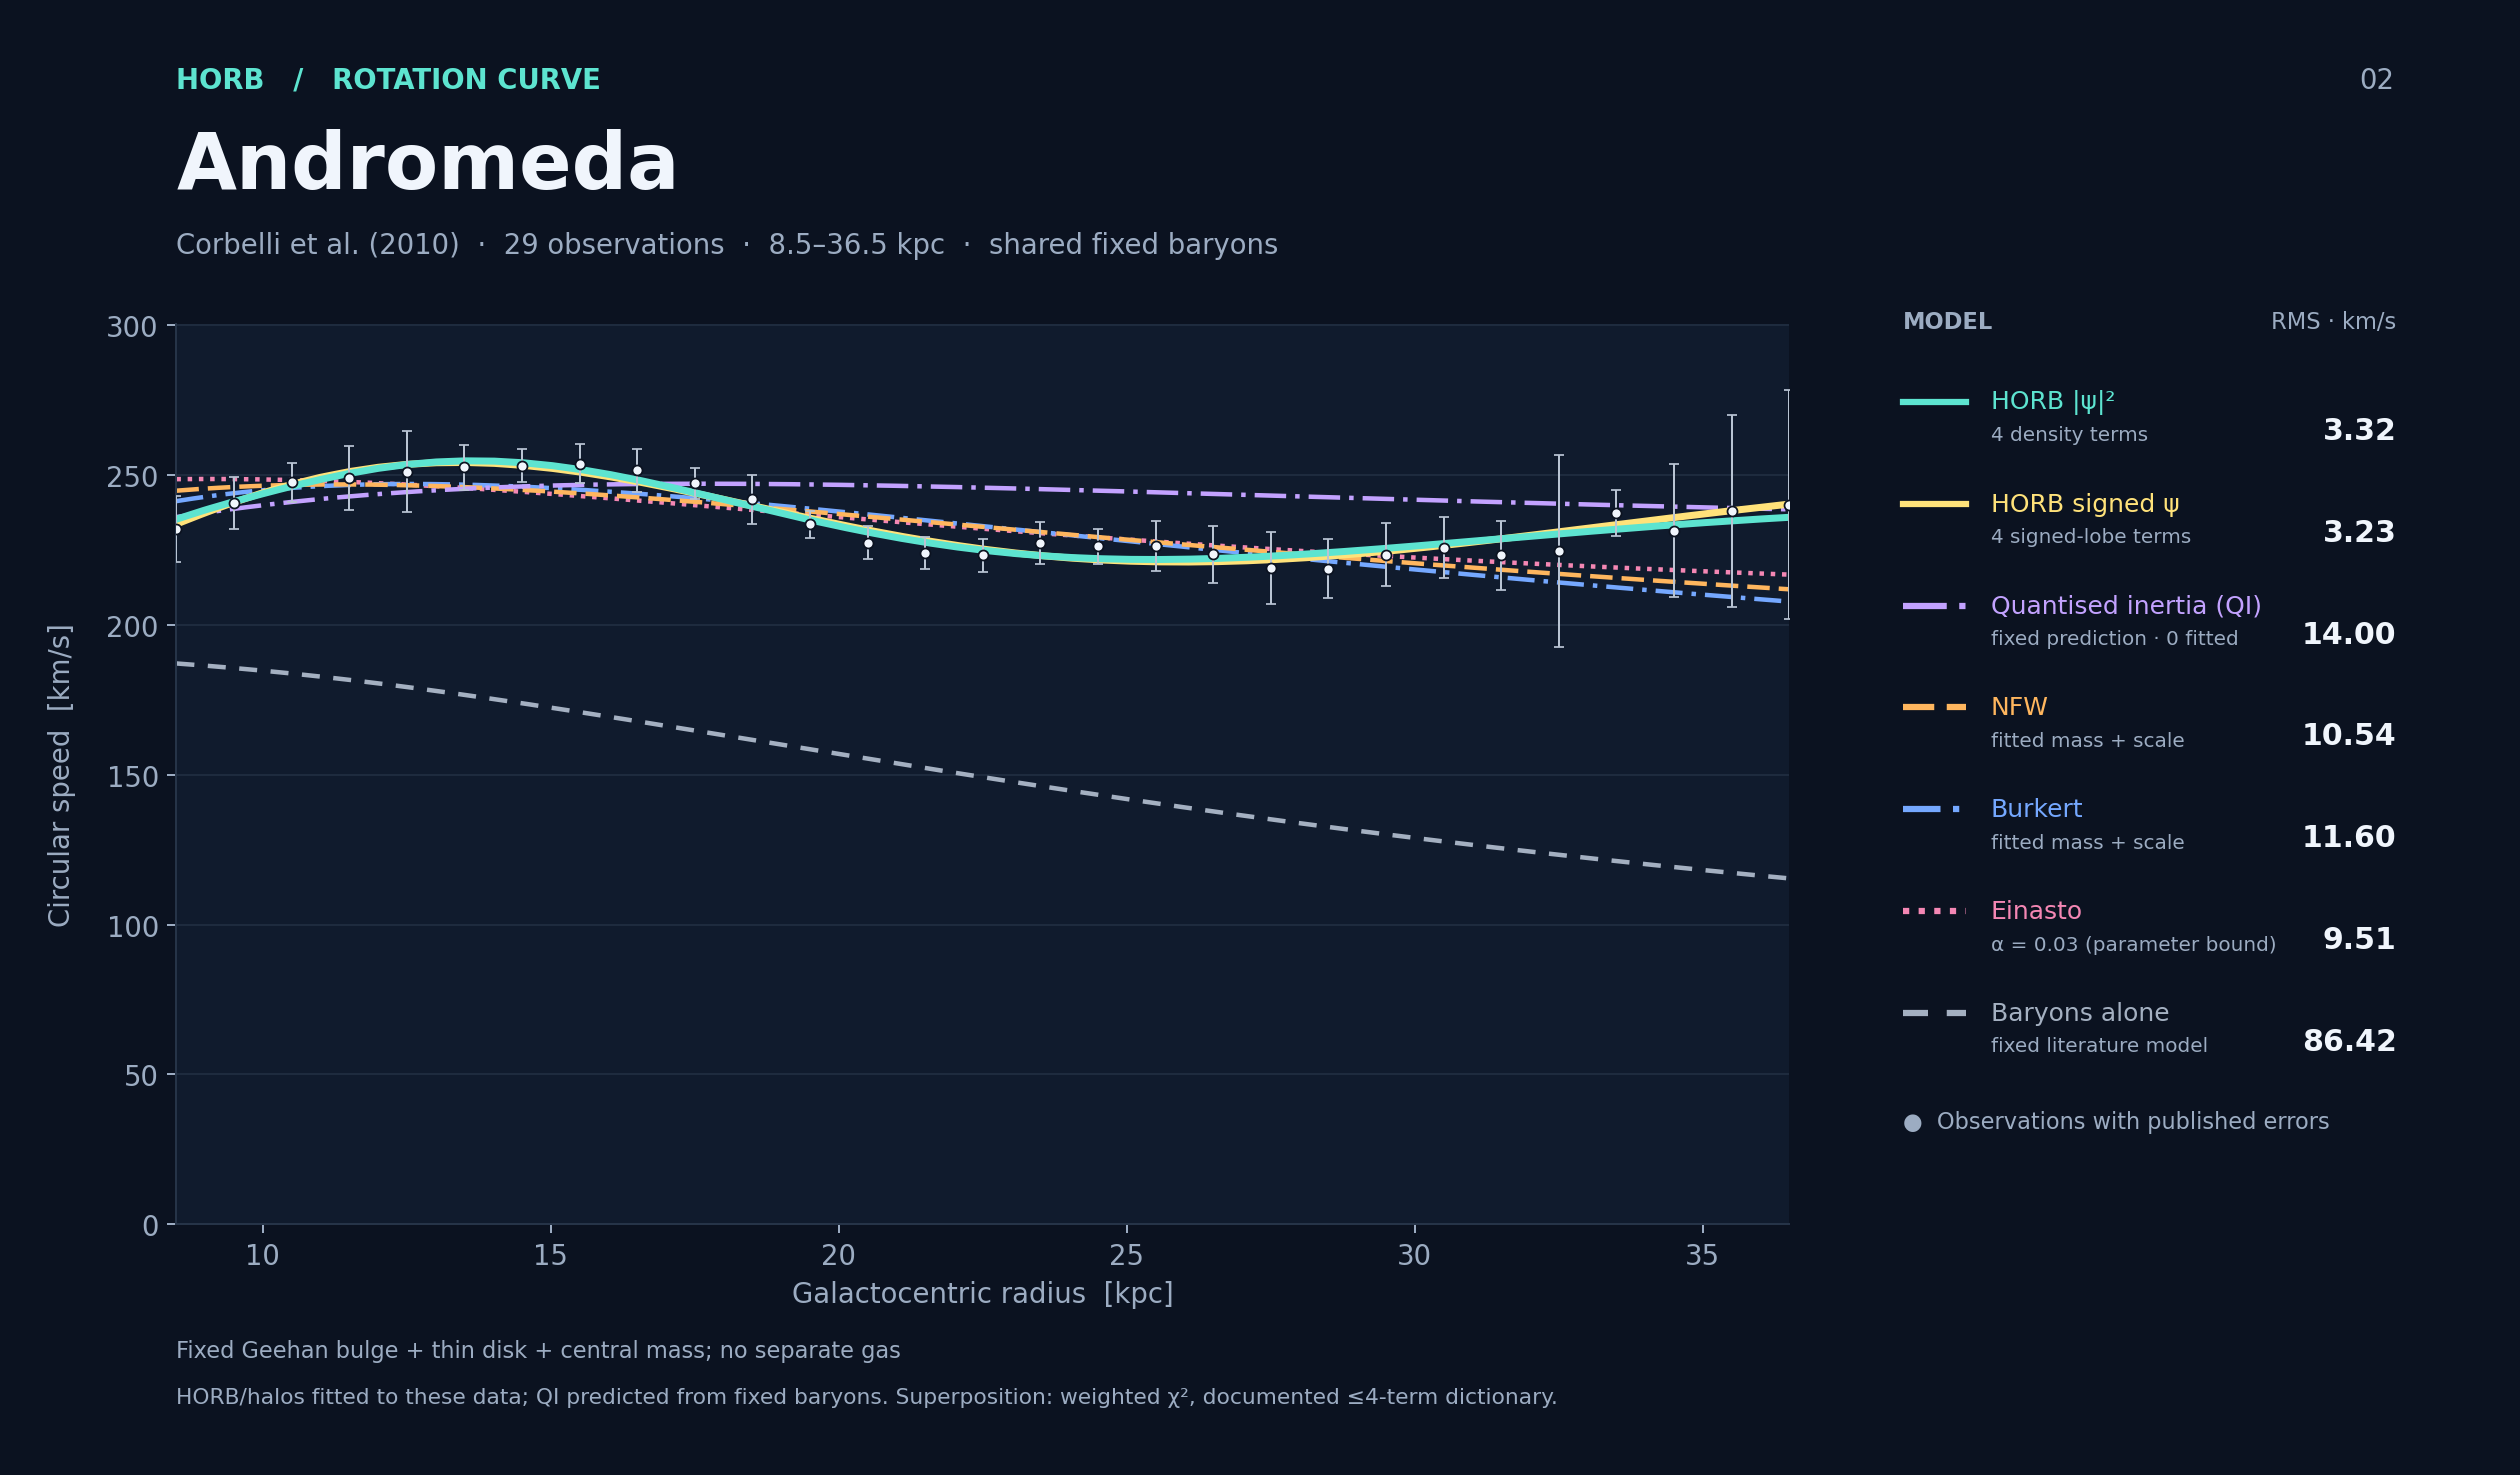 HORB / ROTATION CURVE
02
Andromeda
Corbelli et al. (2010) · 29 observations · 8.5–36.5 kpc · shared fixed baryons
300
250
200
150
100
50
0
Circular speed [km/s]
10 15 20 25 30 35
Galactocentric radius [kpc]
MODEL RMS · km/s
HORB |ψ|²
4 density terms 3.32
HORB signed ψ
4 signed-lobe terms 3.23
Quantised inertia (QI)
fixed prediction · 0 fitted 14.00
NFW
fitted mass + scale 10.54
Burkert
fitted mass + scale 11.60
Einasto
α = 0.03 (parameter bound) 9.51
Baryons alone
fixed literature model 86.42
Observations with published errors
Fixed Geehan bulge + thin disk + central mass; no separate gas
HORB/halos fitted to these data; QI predicted from fixed baryons. Superposition: weighted χ², documented ≤4-term dictionary.